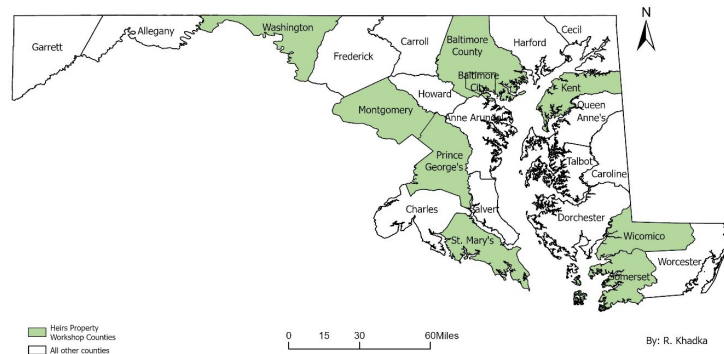 Garrett
Allegany
Washington
Frederick
Carroll
Baltimore
County
Harford
Cecil
N
Baltimore
City
Howard
Kent
Queen
Anne's
Montgomery
Anne Arundel
Prince
George's
Talbot
Caroline
Charles
Calvert
Dorchester
St. Mary's
Wicomico
Somerset
Worcester
Heirs Property
Workshop Counties
All other counties
0 15 30 60Miles
By: R. Khadka